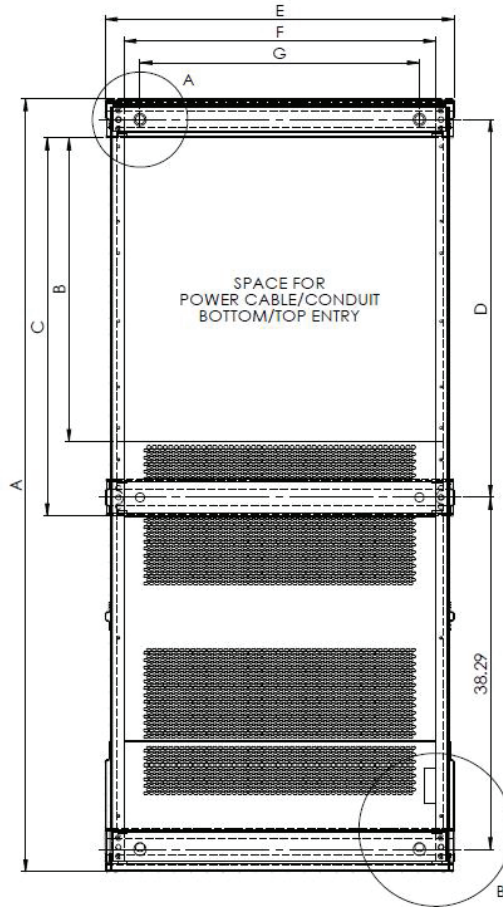 E
F
G
A
SPACE FOR
POWER CABLE/CONDUIT
BOTTOM/TOP ENTRY
B
C
D
A
38.29
B